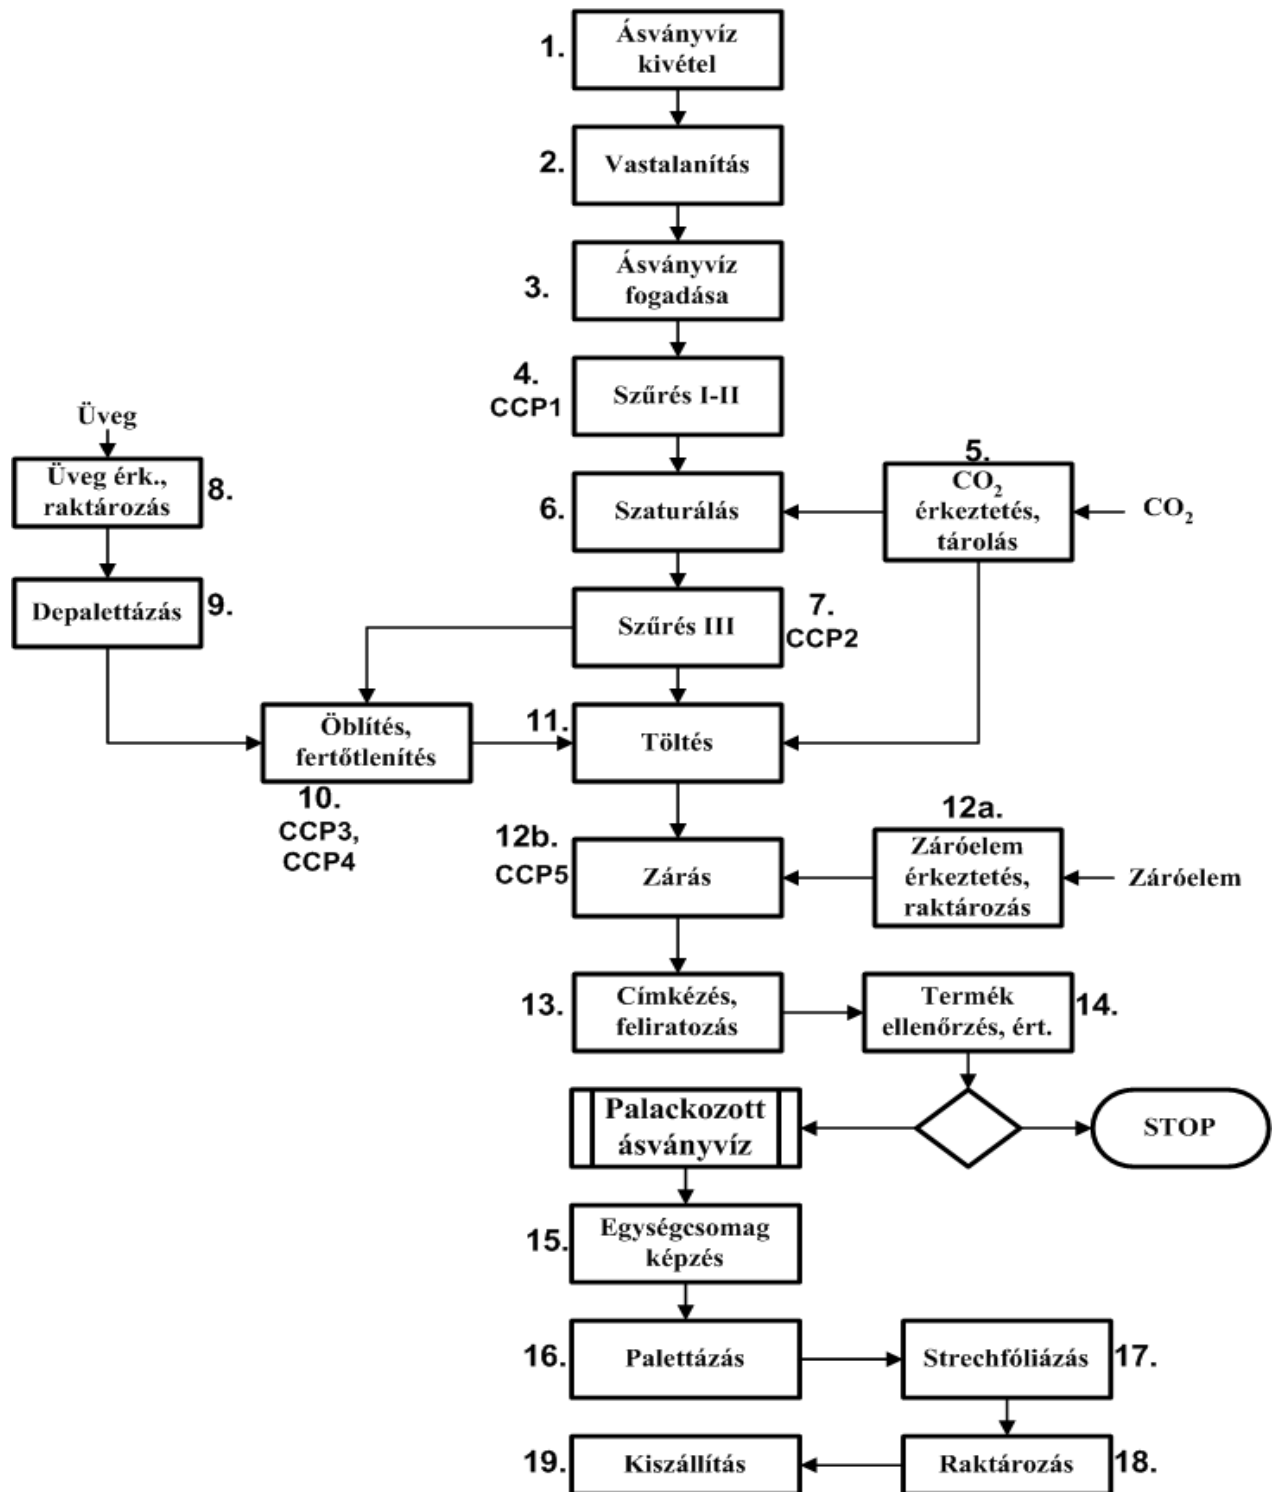 1.
Ásványvíz
kivétel
2.
Vastalanítás
3.
Ásványvíz
fogadása
4.
CCP1
Szűrés I-II
Üveg
Üveg érk.,
raktározás
8.
5.
CO₂
érkeztetés,
tárolás
CO₂
6.
Szaturálás
Depalettázás
9.
Szűrés III
7.
CCP2
Öblítés,
fertőtlenítés
10.
CCP3,
CCP4
11.
Töltés
12a.
Záróelem
érkeztetés,
raktározás
Záróelem
12b.
CCP5
Zárás
13.
Címkézés,
feliratozás
Termék
ellenőrzés, ért.
14.
Palackozott
ásványvíz
STOP
15.
Egységcsomag
képzés
16.
Palettázás
Strechfóliázás
17.
19.
Kiszállítás
Raktározás
18.